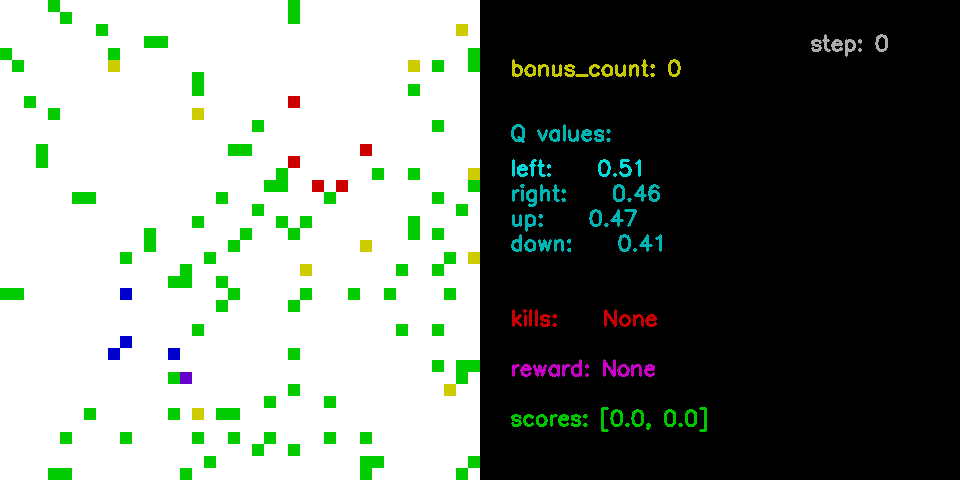 step: 0
bonus_count: 0
Q values:
left: 0.51
right: 0.46
up: 0.47
down: 0.41
kills: None
reward: None
scores: [0.0, 0.0]